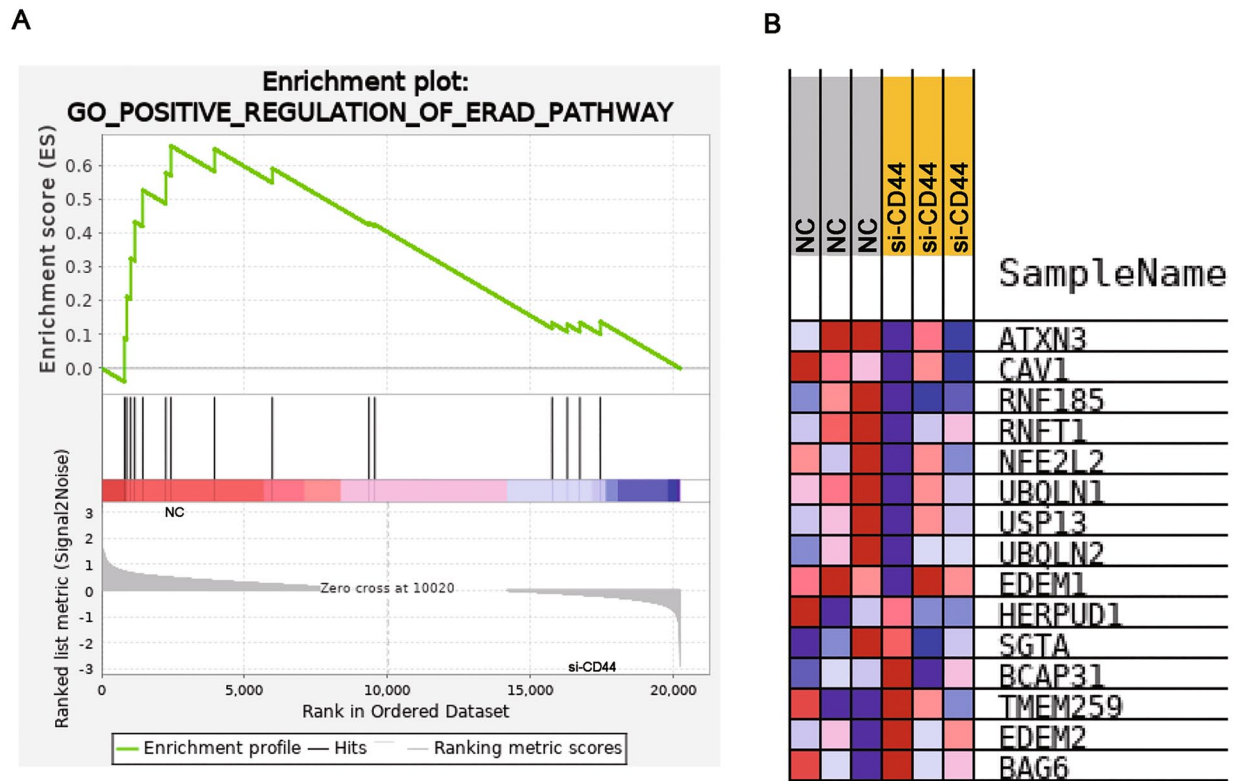 A
B
Enrichment plot:
GO_POSITIVE_REGULATION_OF_ERAD_PATHWAY
Enrichment score (ES)
0.6
0.5
0.4
0.3
0.2
0.1
0.0
NC
Ranked list metric (Signal2Noise)
3
2
1
0
-1
-2
-3
Zero cross at 10020
si-CD44
0
5,000
10,000
15,000
20,000
Rank in Ordered Dataset
Enrichment profile
Hits
Ranking metric scores
NC
NC
NC
si-CD44
si-CD44
si-CD44
SampleName
ATXN3
CAV1
RNF185
RNFT1
NFE2L2
UBQLN1
USP13
UBQLN2
EDEM1
HERPUD1
SGTA
BCAP31
TMEM259
EDEM2
BAG6